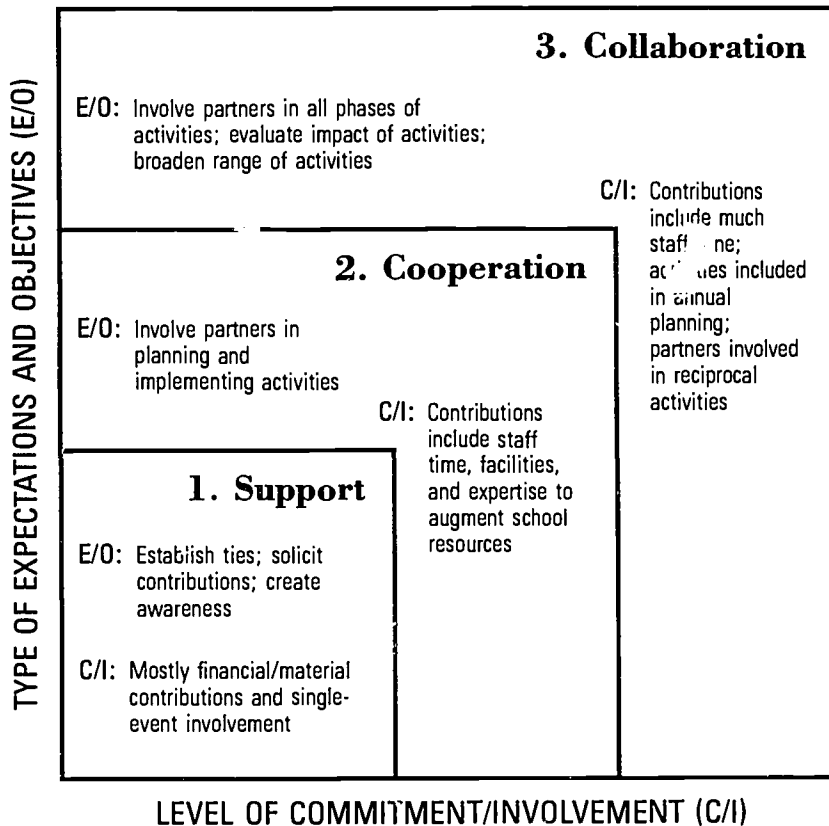 TYPE OF EXPECTATIONS AND OBJECTIVES (E/O)
3. Collaboration
E/O: Involve partners in all phases of
activities; evaluate impact of activities;
broaden range of activities
C/I: Contributions
include much
staff
included
in annual
planning;
partners involved
in reciprocal
activities
2. Cooperation
E/O: Involve partners in
planning and
implementing activities
C/I: Contributions
include staff
time, facilities,
and expertise to
augment school
resources
1. Support
E/O: Establish ties; solicit
contributions; create
awareness
C/I: Mostly financial/material
contributions and single-
event involvement
LEVEL OF COMMITMENT/INVOLVEMENT (C/I)